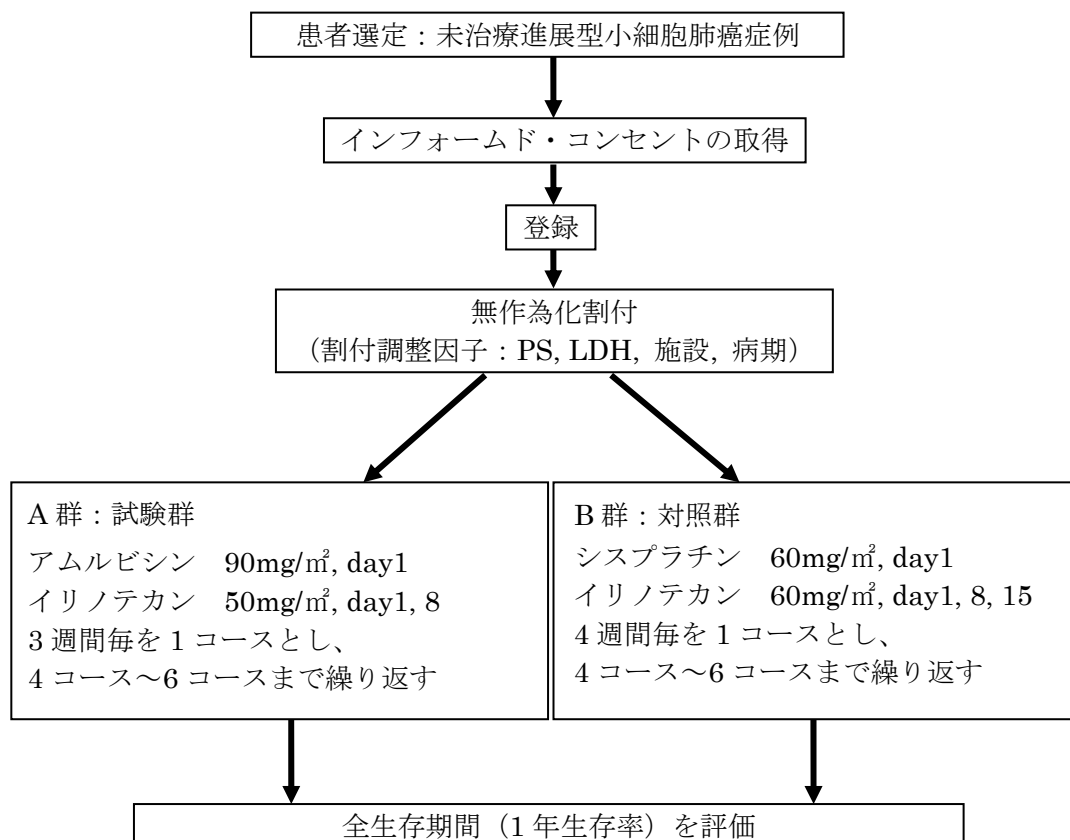 患者選定：未治療進展型小細胞肺癌症例
インフォームド・コンセントの取得
登録
無作為化割付
（割付調整因子：PS, LDH, 施設, 病期）
A 群：試験群
アムルビシン　90mg/㎡, day1
イリノテカン　50mg/㎡, day1, 8
3 週間毎を 1 コースとし、
4 コース～6 コースまで繰り返す
B 群：対照群
シスプラチン　60mg/㎡, day1
イリノテカン　60mg/㎡, day1, 8, 15
4 週間毎を 1 コースとし、
4 コース～6 コースまで繰り返す
全生存期間（1 年生存率）を評価